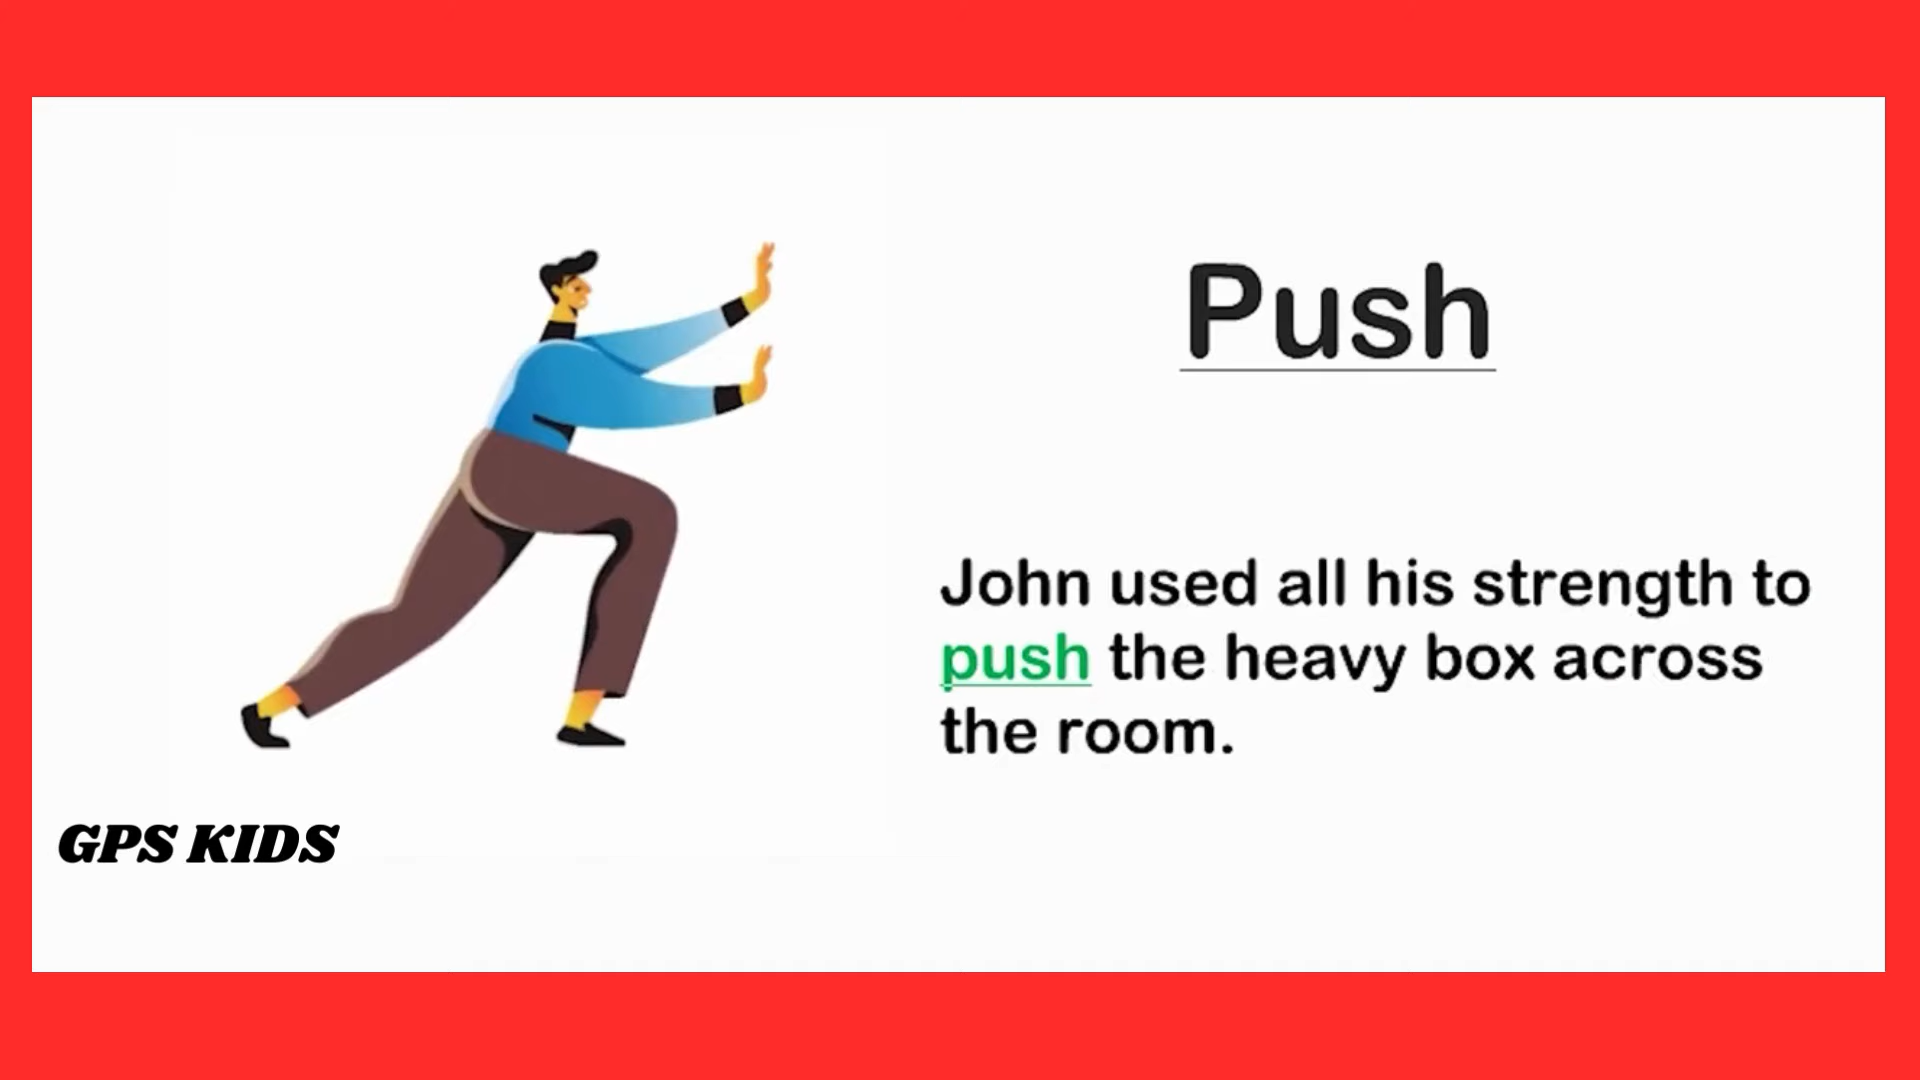 Push
John used all his strength to
push the heavy box across
the room.
GPS KIDS